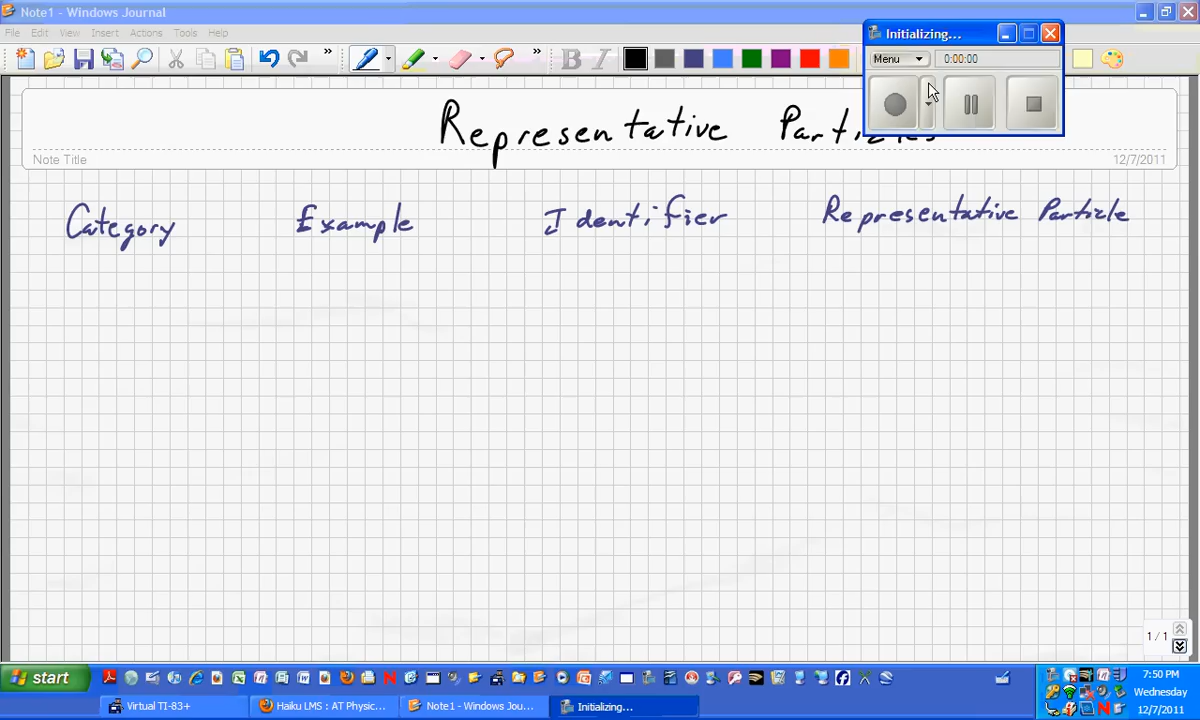 Note1 - Windows Journal
File Edit View Insert Actions Tools Help
Initializing...
Menu 0:00:00
Representative Particles
Note Title 12/7/2011
Category Example Identifier Representative Particle
1 / 1
start
7:50 PM
Wednesday
12/7/2011
Virtual TI-83+ Haiku LMS : AT Physic... Note1 - Windows Jou... Initializing...